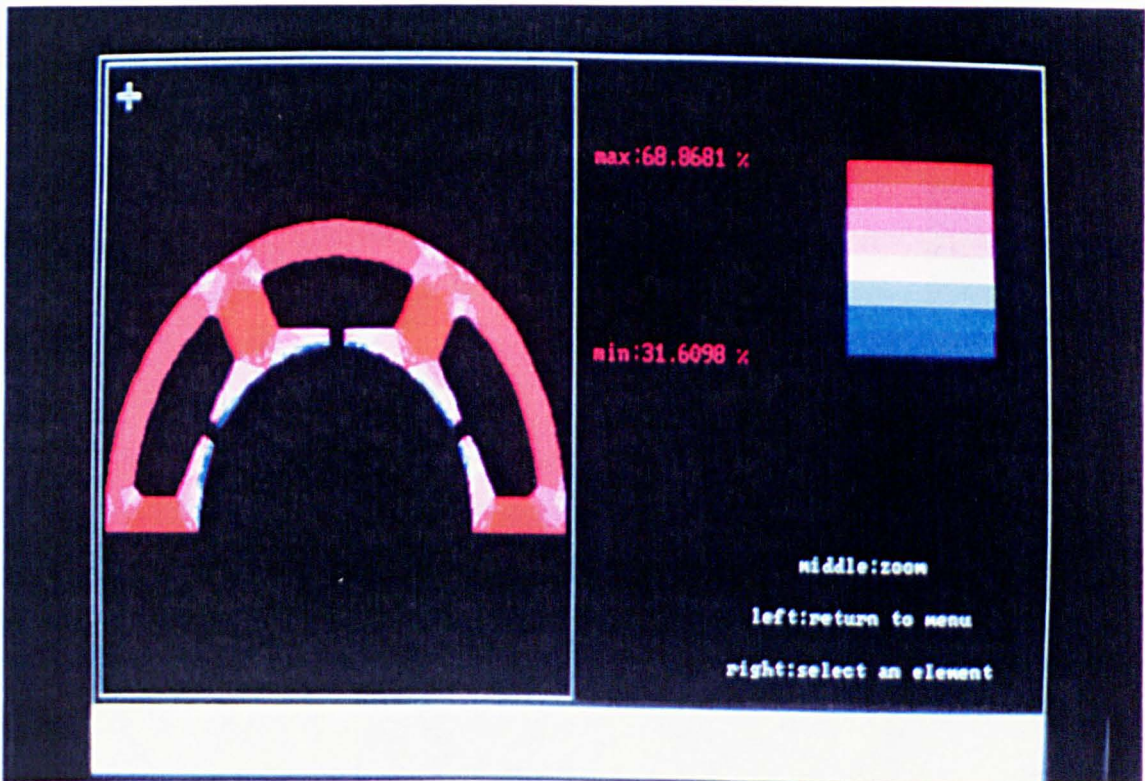 max:68.8681 %
min:31.6098 %
middle:zoom
left:return to menu
right:select an element